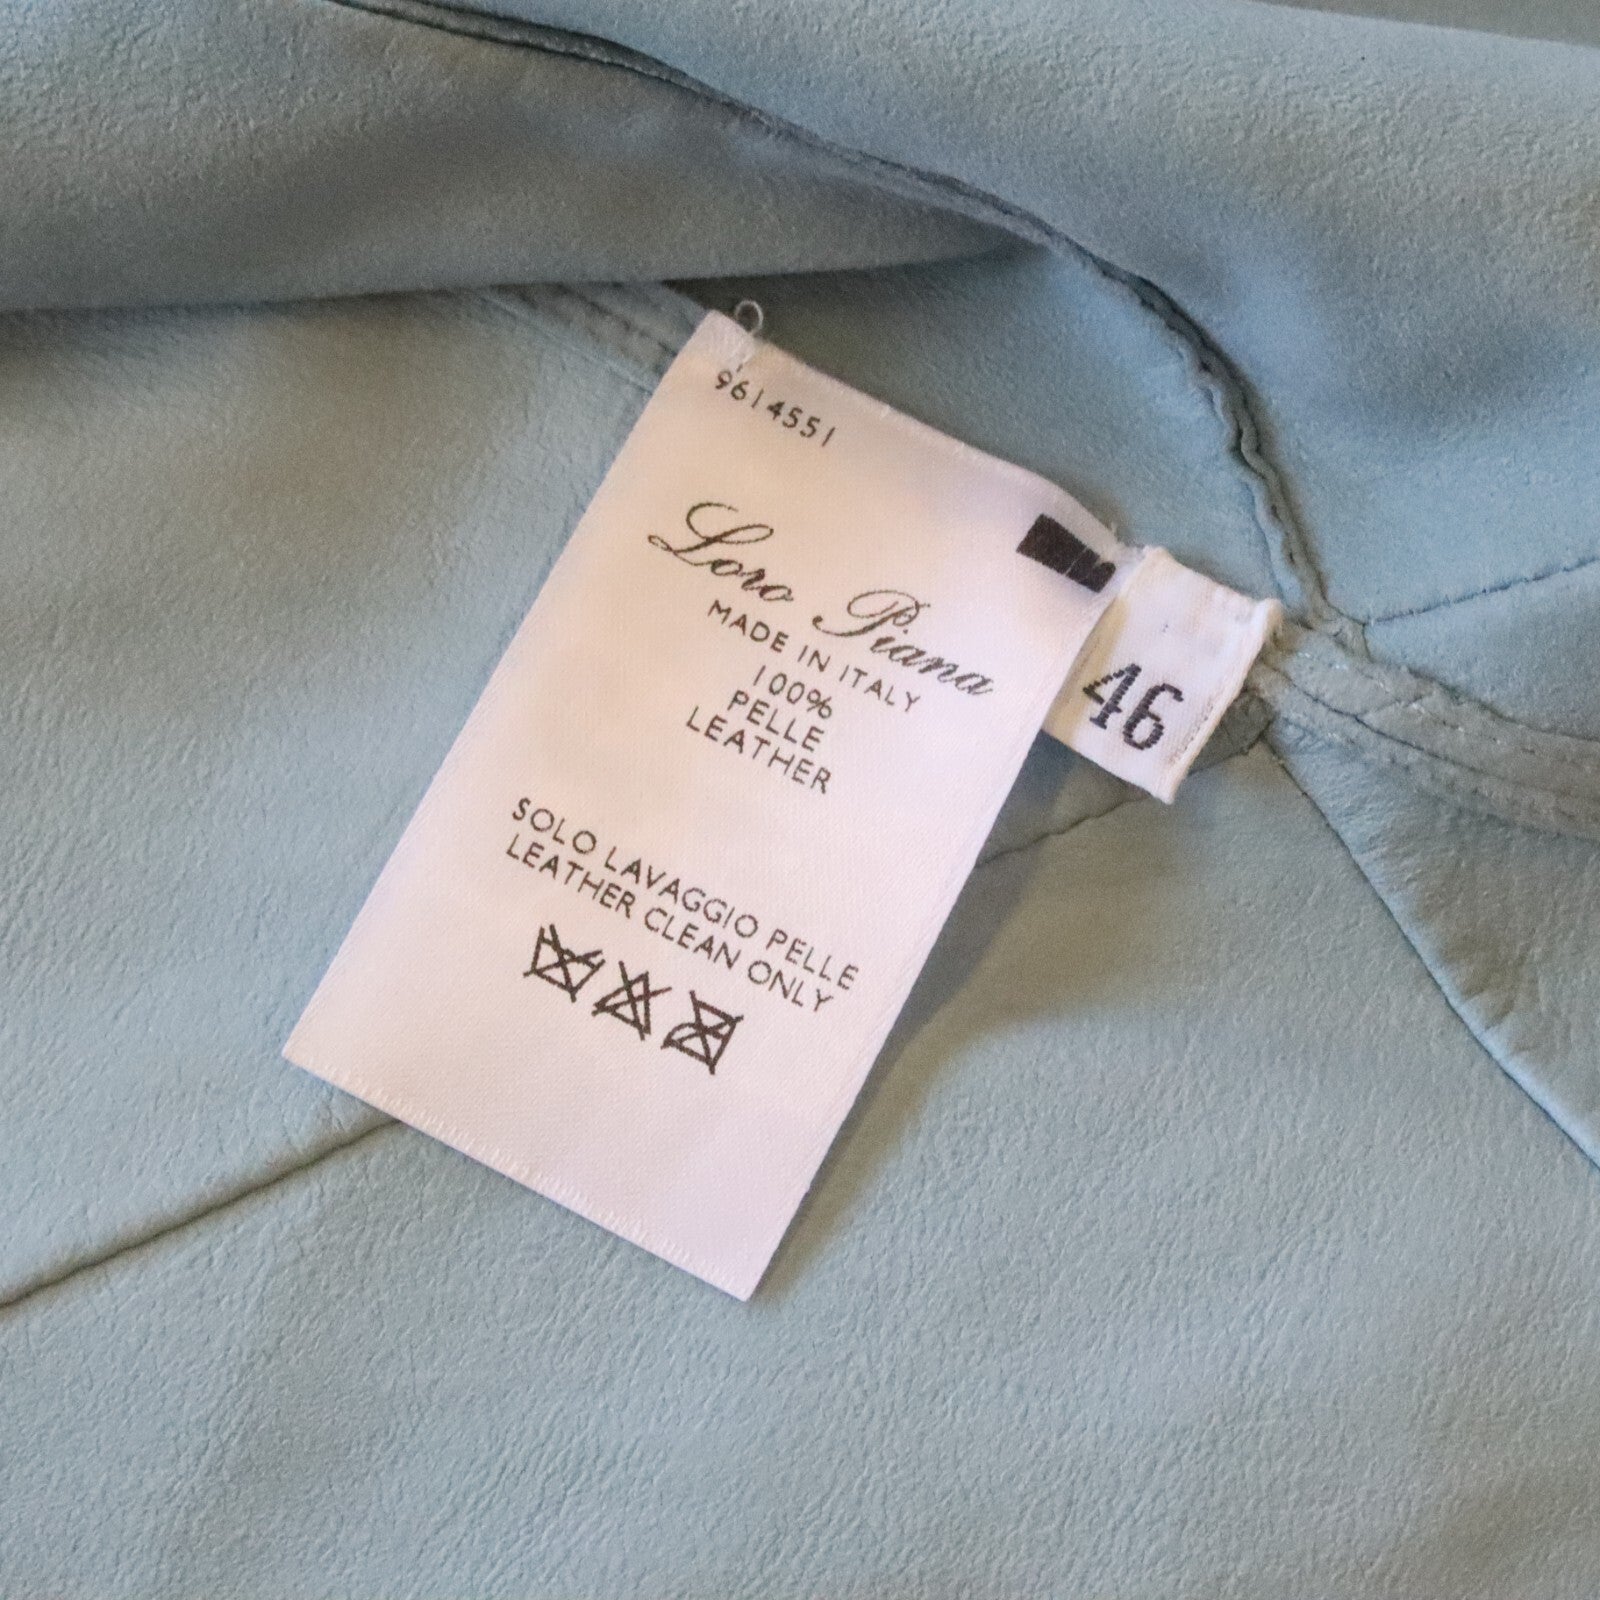 9614551
Loro Piana
MADE IN ITALY
100%
PELLE
LEATHER
46
SOLO LAVAGGIO PELLE
LEATHER CLEAN ONLY